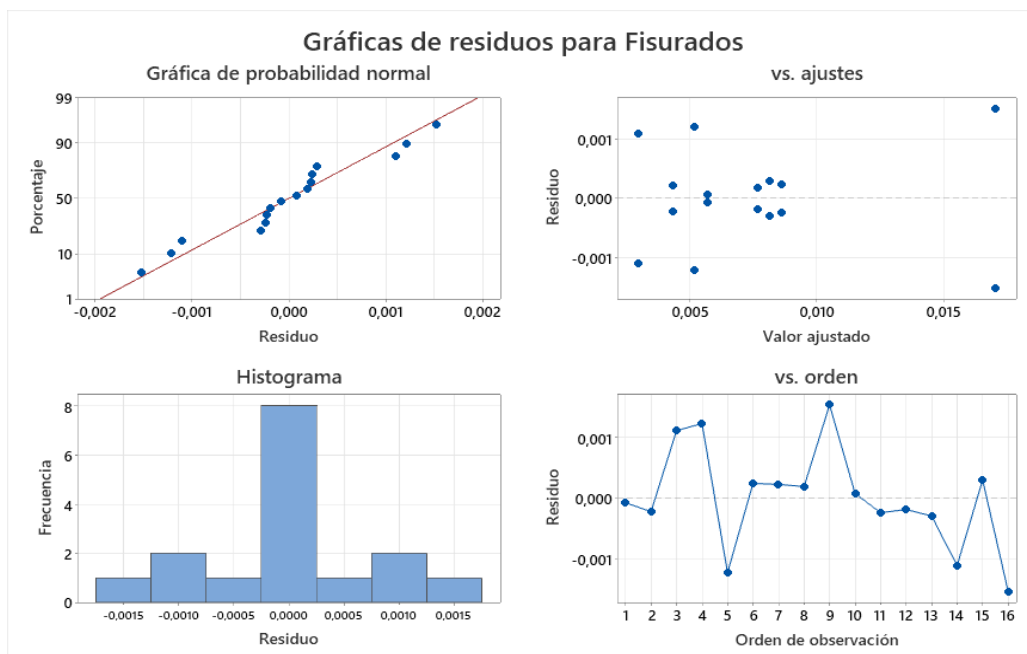 Gráficas de residuos para Fisurados
Gráfica de probabilidad normal
99
90
50
10
1
Porcentaje
-0,002 -0,001 0,000 0,001 0,002
Residuo
vs. ajustes
0,001
0,000
-0,001
Residuo
0,005 0,010 0,015
Valor ajustado
Histograma
8
6
4
2
0
Frecuencia
-0,0015 -0,0010 -0,0005 0,0000 0,0005 0,0010 0,0015
Residuo
vs. orden
0,001
0,000
-0,001
Residuo
1 2 3 4 5 6 7 8 9 10 11 12 13 14 15 16
Orden de observación